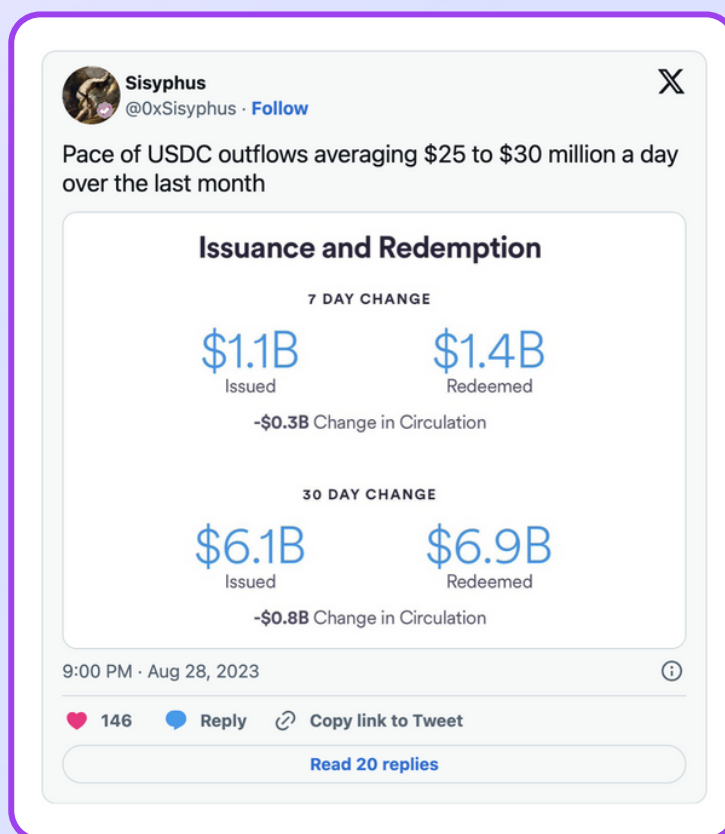 Sisyphus
@0xSisyphus · Follow
Pace of USDC outflows averaging $25 to $30 million a day
over the last month
Issuance and Redemption
7 DAY CHANGE
$1.1B $1.4B
Issued Redeemed
-$0.3B Change in Circulation
30 DAY CHANGE
$6.1B $6.9B
Issued Redeemed
-$0.8B Change in Circulation
9:00 PM · Aug 28, 2023
146 Reply Copy link to Tweet
Read 20 replies